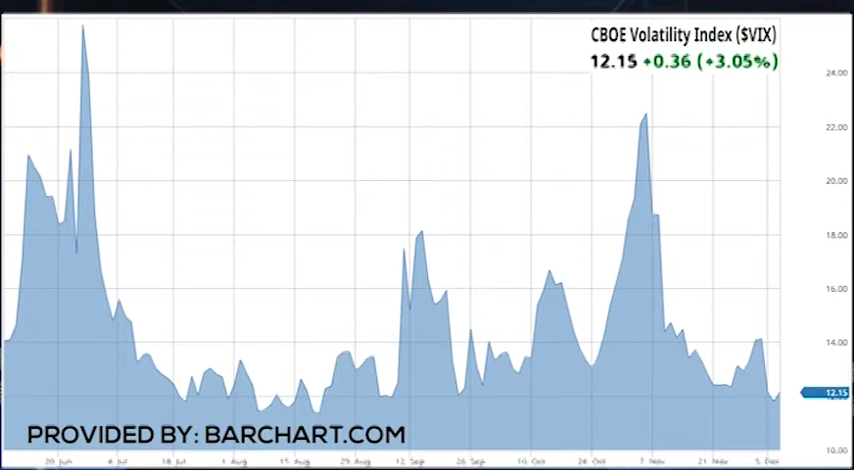 CBOE Volatility Index ($VIX)
12.15 +0.36 (+3.05%)
24.00
22.00
20.00
18.00
16.00
14.00
12.15
10.00
PROVIDED BY: BARCHART.COM
20. Jun 4. Jul 18. Jul 1. Aug 15. Aug 29. Aug 12. Sep 26. Sep 10. Oct 24. Oct 7. Nov 21. Nov 5. Dec